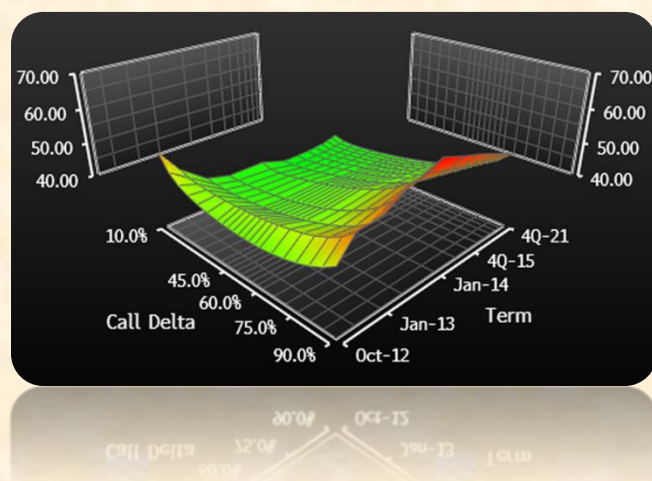 70.00
60.00
50.00
40.00
70.00
60.00
50.00
40.00
10.0%
45.0%
60.0%
75.0%
90.0%
Call Delta
4Q-21
4Q-15
Jan-14
Jan-13
Oct-12
Term